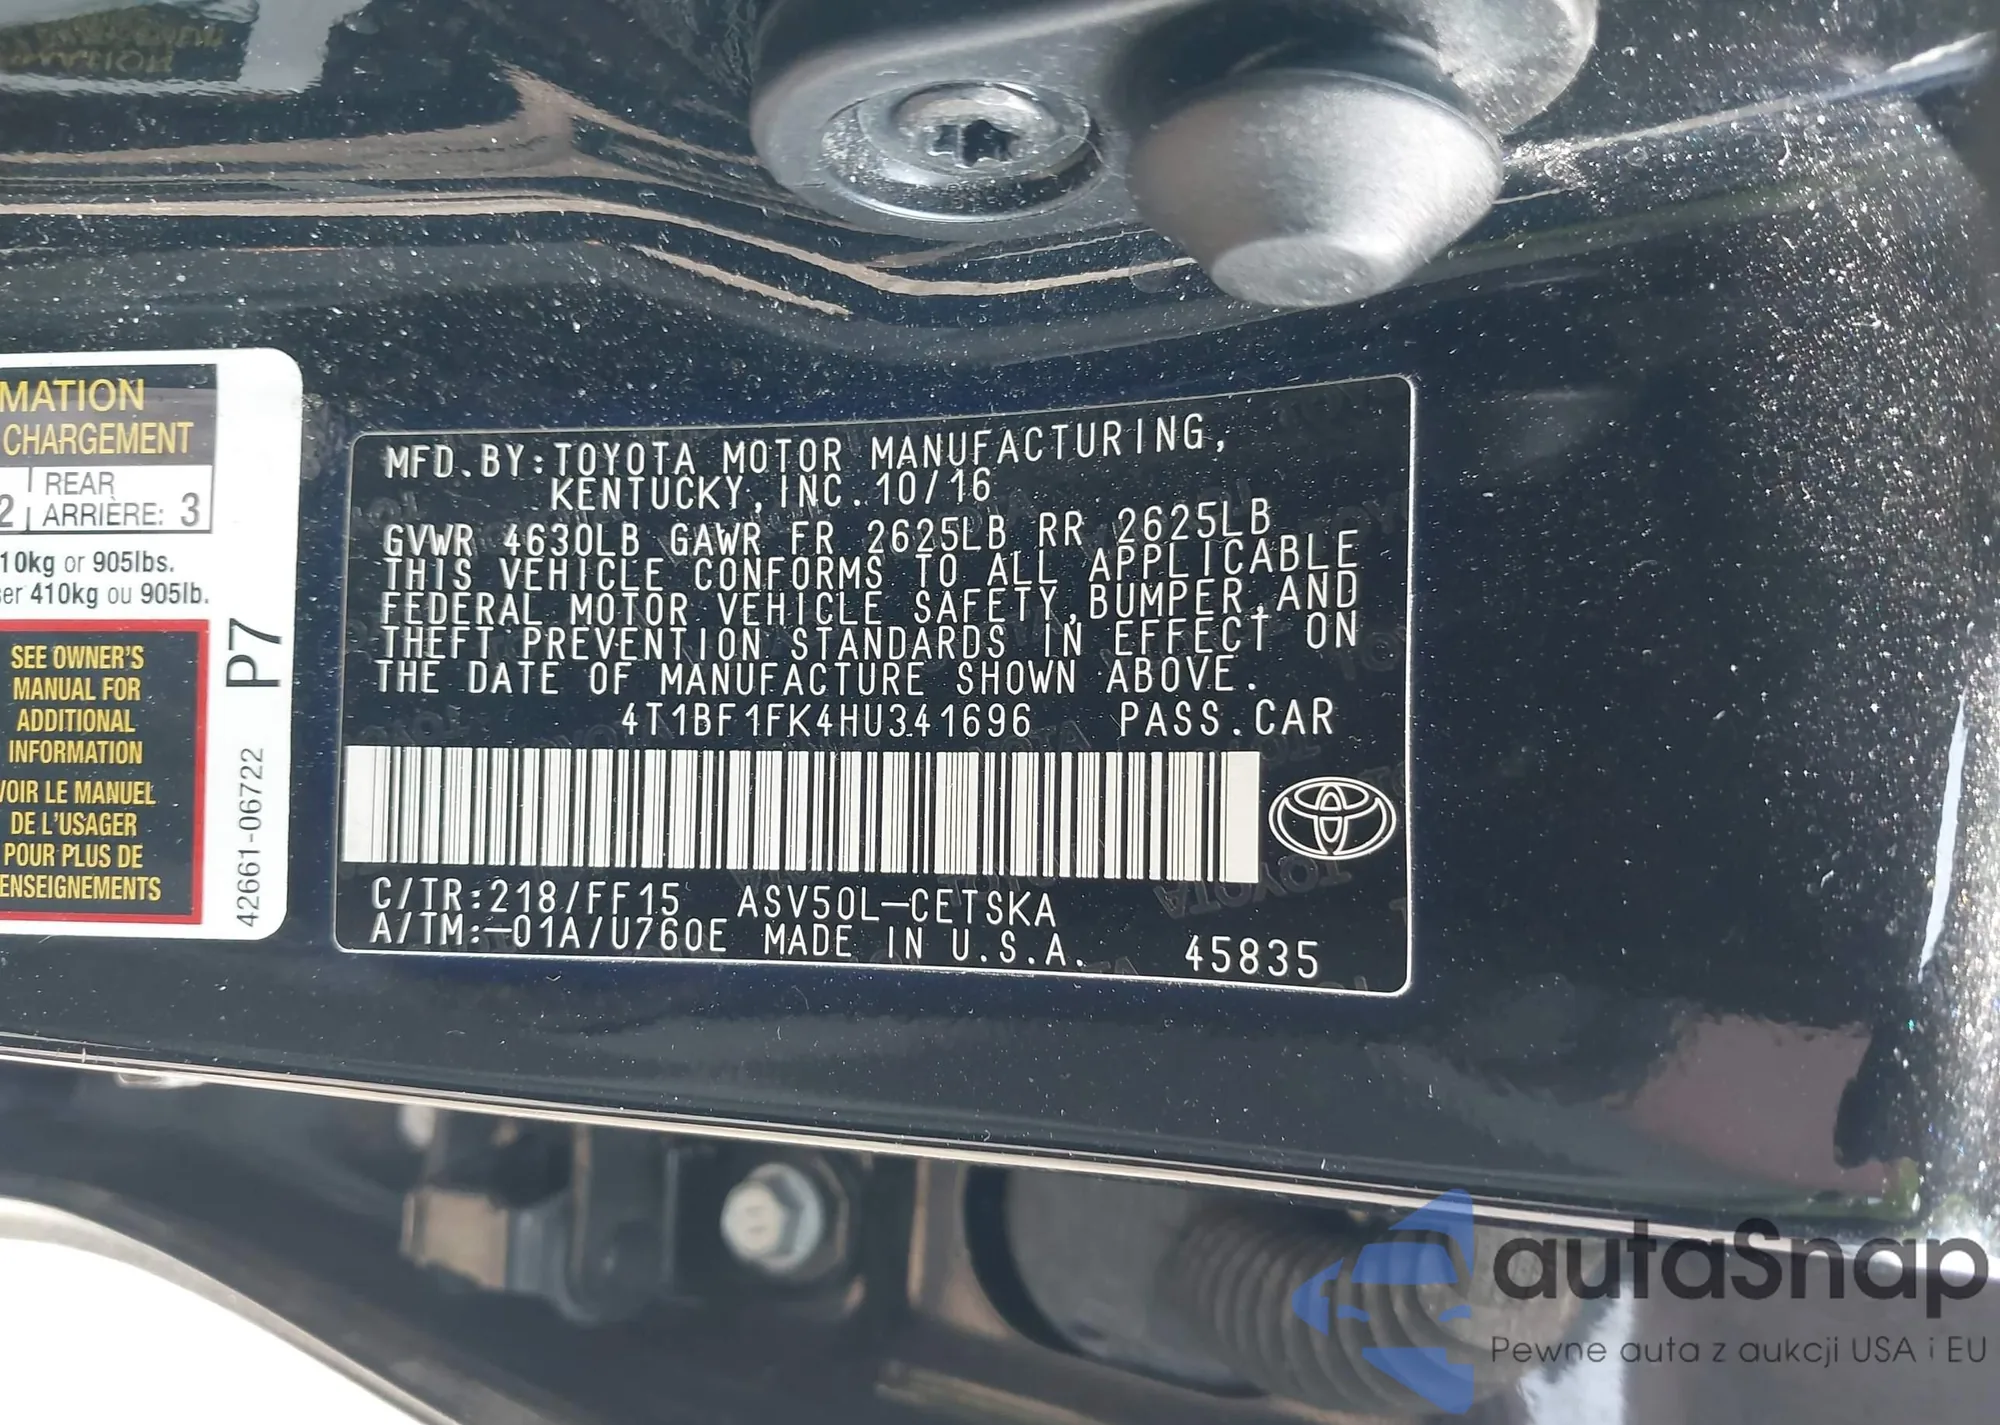 MATION
CHARGEMENT
2 REAR
ARRIÈRE: 3
10kg or 905lbs.
er 410kg ou 905lb.
SEE OWNER'S
MANUAL FOR
ADDITIONAL
INFORMATION
VOIR LE MANUEL
DE L'USAGER
POUR PLUS DE
ENSEIGNEMENTS
P7
42661-06722
MFD.BY:TOYOTA MOTOR MANUFACTURING,
KENTUCKY,INC.10/16
GVWR 4630LB GAWR FR 2625LB RR 2625LB
THIS VEHICLE CONFORMS TO ALL APPLICABLE
FEDERAL MOTOR VEHICLE SAFETY,BUMPER,AND
THEFT PREVENTION STANDARDS IN EFFECT ON
THE DATE OF MANUFACTURE SHOWN ABOVE.
4T1BF1FK4HU341696 PASS.CAR
C/TR:218/FF15 ASV50L-CETSKA
A/TM:-01A/U760E MADE IN U.S.A. 45835
autaSnap
Pewne auta z aukcji USA i EU